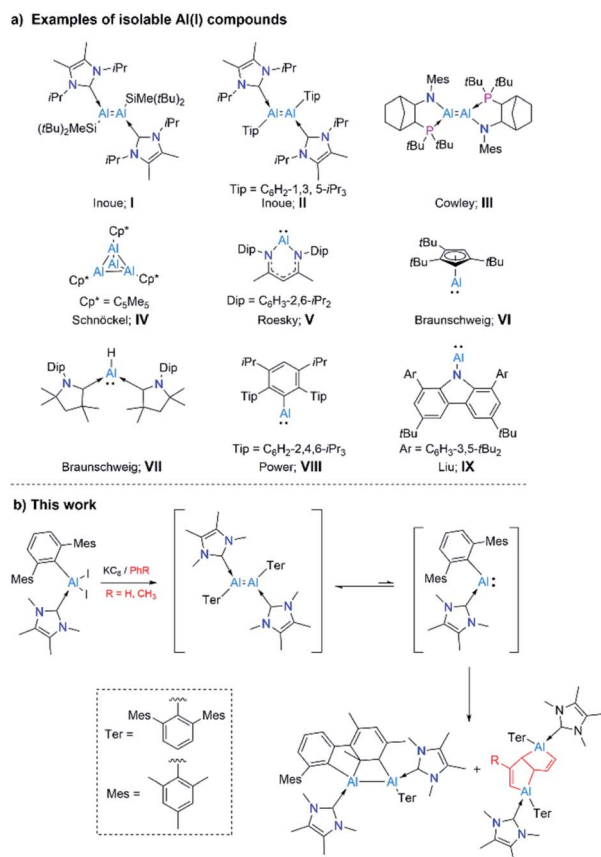 a) Examples of isolable Al(I) compounds
iPr
N
N
iPr
SiMe(tBu)2
Al=Al
(tBu)2MeSi
iPr
N
N
iPr
Inoue; I
iPr
N
N
iPr
Tip
Al=Al
Tip
iPr
N
N
iPr
Tip = C6H2-1,3, 5-iPr3
Inoue; II
Mes
N
tBu
tBu
P
Al=Al
P
N
tBu
tBu
Mes
Cowley; III
Cp*
Al
Al
Al
Al
Cp*
Cp*
Cp* = C5Me5
Schnöckel; IV
Al
Dip
N
N
Dip
Dip = C6H3-2,6-iPr2
Roesky; V
tBu
tBu
tBu
Al
Braunschweig; VI
Dip
H
Dip
N
Al
N
Braunschweig; VII
iPr
iPr
Tip
Tip
Al
Tip = C6H2-2,4,6-iPr3
Power; VIII
Al
Ar
N
Ar
tBu
tBu
Ar = C6H3-3,5-tBu2
Liu; IX
b) This work
Mes
Mes
Al
I
I
N
N
KC8 / PhR
R = H, CH3
N
N
Ter
Al=Al
Ter
N
N
Mes
Mes
Al:
N
N
Ter =
Mes
Mes
Mes =
Mes
Al
Al
Ter
N
N
N
N
+
N
N
Ter
Al
R
Al
Ter
N
N